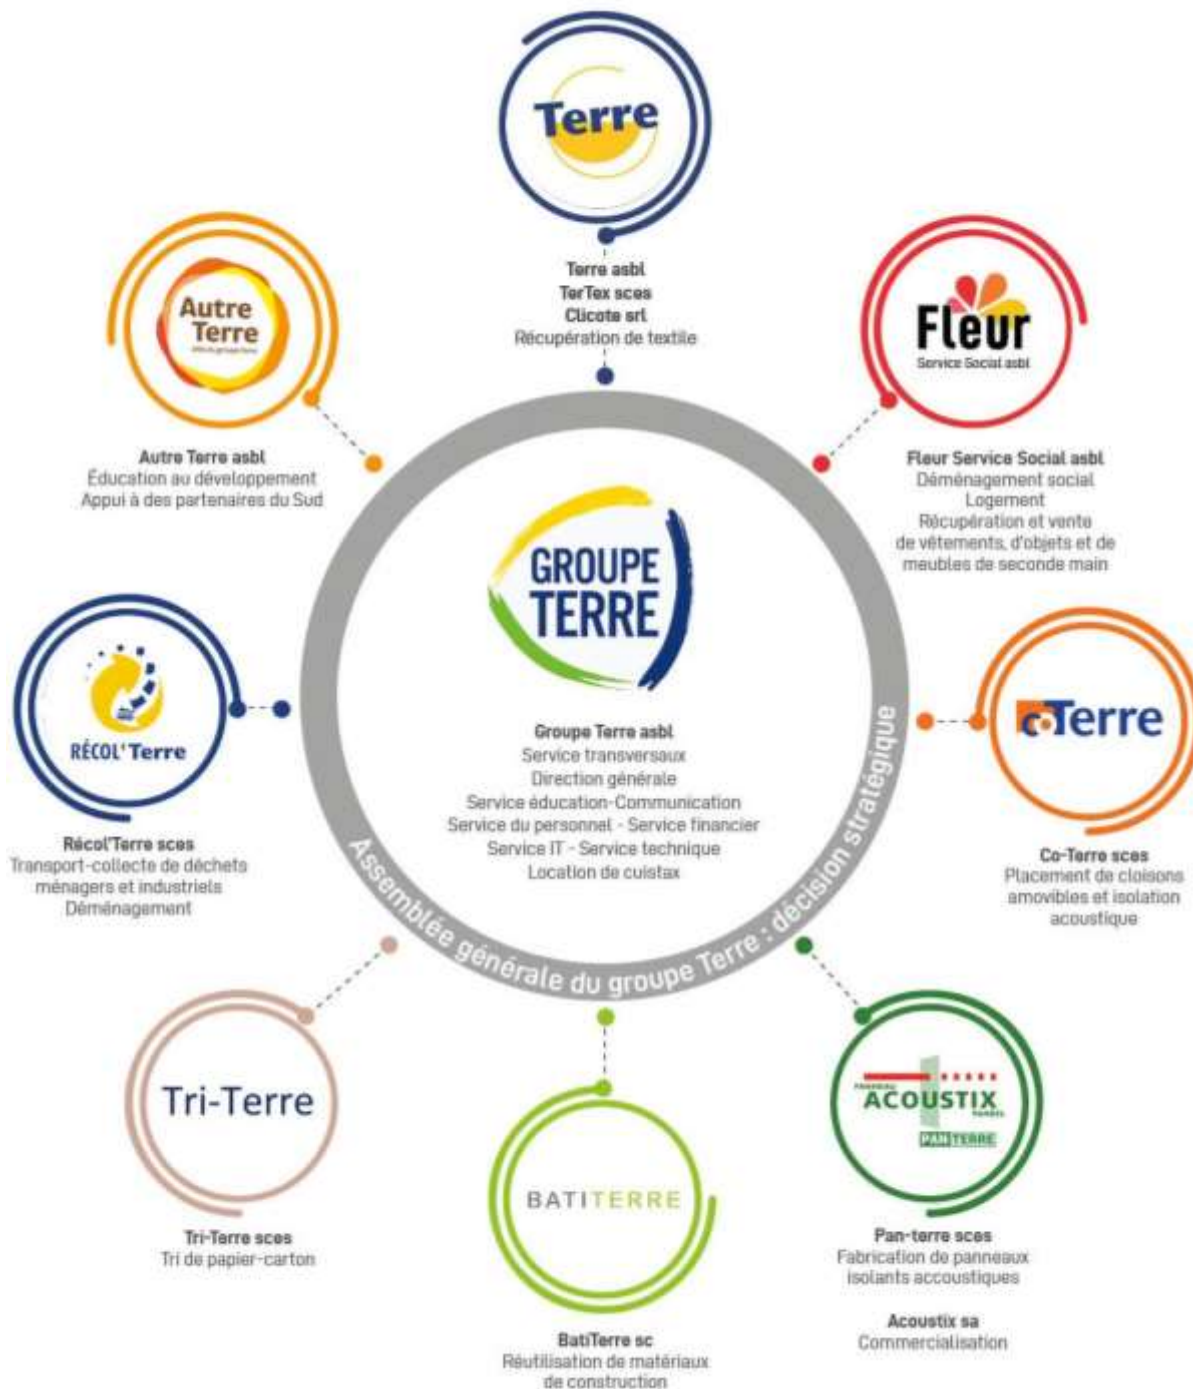 Terre
Terre asbl
TerTex sces
Clicote srl
Récupération de textile
Autre
Terre
Autre Terre asbl
Éducation au développement
Appui à des partenaires du Sud
Fleur
Service Social asbl
Fleur Service Social asbl
Déménagement social
Logement
Récupération et vente
de vêtements, d'objets et de
meubles de seconde main
GROUPE
TERRE
Groupe Terre asbl
Service transversaux
Direction générale
Service éducation-Communication
Service du personnel - Service financier
Service IT - Service technique
Location de cuistax
Assemblée générale du groupe Terre : décision stratégique
RÉCOL'Terre
Récol'Terre sces
Transport-collecte de déchets
ménagers et industriels
Déménagement
coTerre
Co-Terre sces
Placement de cloisons
amovibles et isolation
acoustique
Tri-Terre
Tri-Terre sces
Tri de papier-carton
BATITERRE
BatiTerre sc
Réutilisation de matériaux
de construction
PANNEAU
ACOUSTIX
PANEEL
PAN TERRE
Pan-terre sces
Fabrication de panneaux
isolants accoustiques
Acoustix sa
Commercialisation